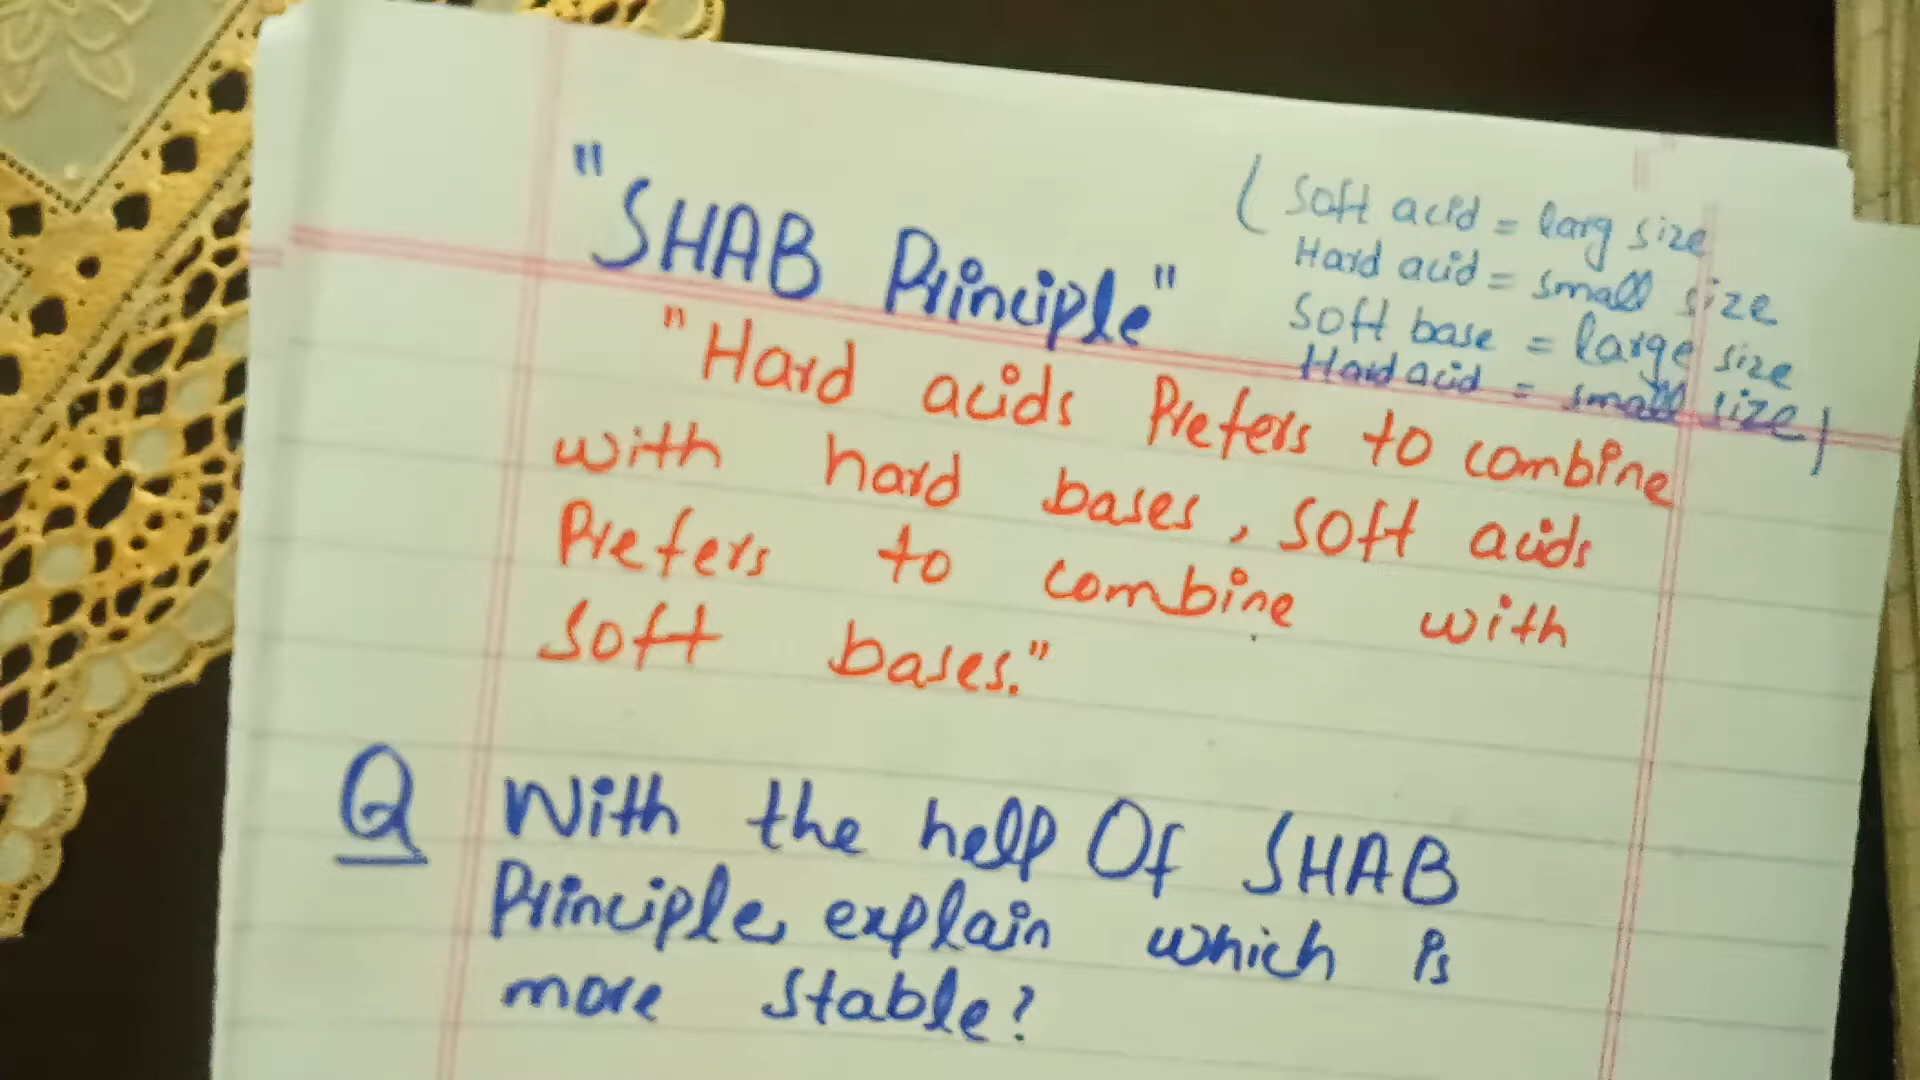 "SHAB Principle"
(Soft acid = larg size
Hard acid = small size
Soft base = large size
Hard acid = small size)
"Hard acids Prefers to combine
with hard bases, soft acids
Prefers to combine with
soft bases."
Q With the help Of SHAB
Principle, explain which is
more stable?